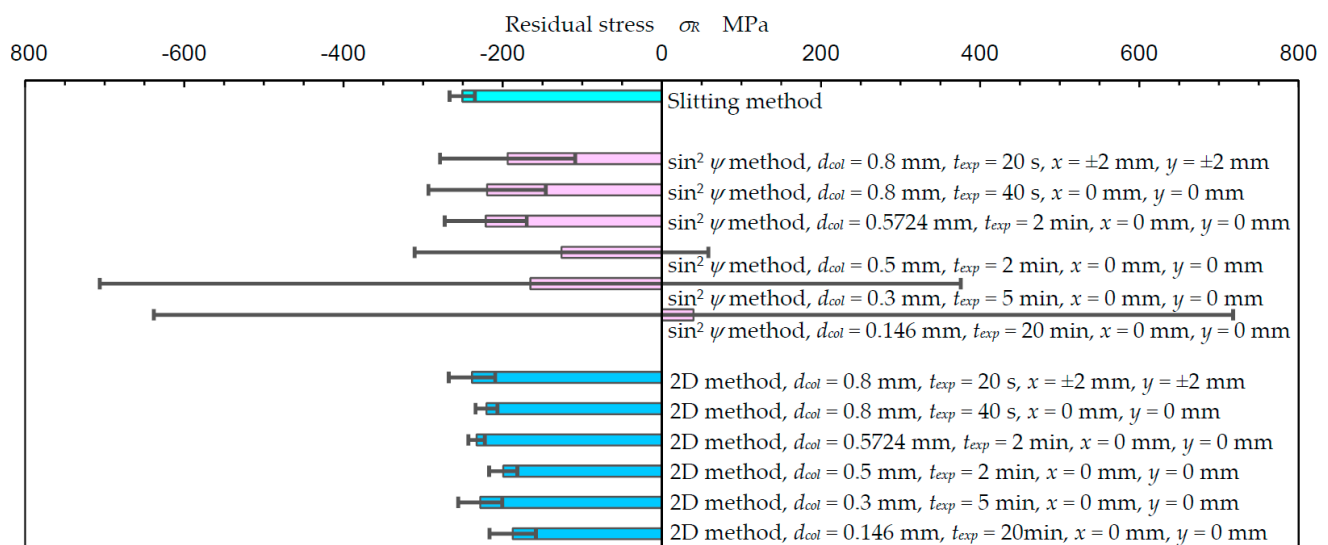 Residual stress σR MPa
800 -600 -400 -200 0 200 400 600 800
Slitting method
sin² ψ method, dcol = 0.8 mm, texp = 20 s, x = ±2 mm, y = ±2 mm
sin² ψ method, dcol = 0.8 mm, texp = 40 s, x = 0 mm, y = 0 mm
sin² ψ method, dcol = 0.5724 mm, texp = 2 min, x = 0 mm, y = 0 mm
sin² ψ method, dcol = 0.5 mm, texp = 2 min, x = 0 mm, y = 0 mm
sin² ψ method, dcol = 0.3 mm, texp = 5 min, x = 0 mm, y = 0 mm
sin² ψ method, dcol = 0.146 mm, texp = 20 min, x = 0 mm, y = 0 mm
2D method, dcol = 0.8 mm, texp = 20 s, x = ±2 mm, y = ±2 mm
2D method, dcol = 0.8 mm, texp = 40 s, x = 0 mm, y = 0 mm
2D method, dcol = 0.5724 mm, texp = 2 min, x = 0 mm, y = 0 mm
2D method, dcol = 0.5 mm, texp = 2 min, x = 0 mm, y = 0 mm
2D method, dcol = 0.3 mm, texp = 5 min, x = 0 mm, y = 0 mm
2D method, dcol = 0.146 mm, texp = 20min, x = 0 mm, y = 0 mm